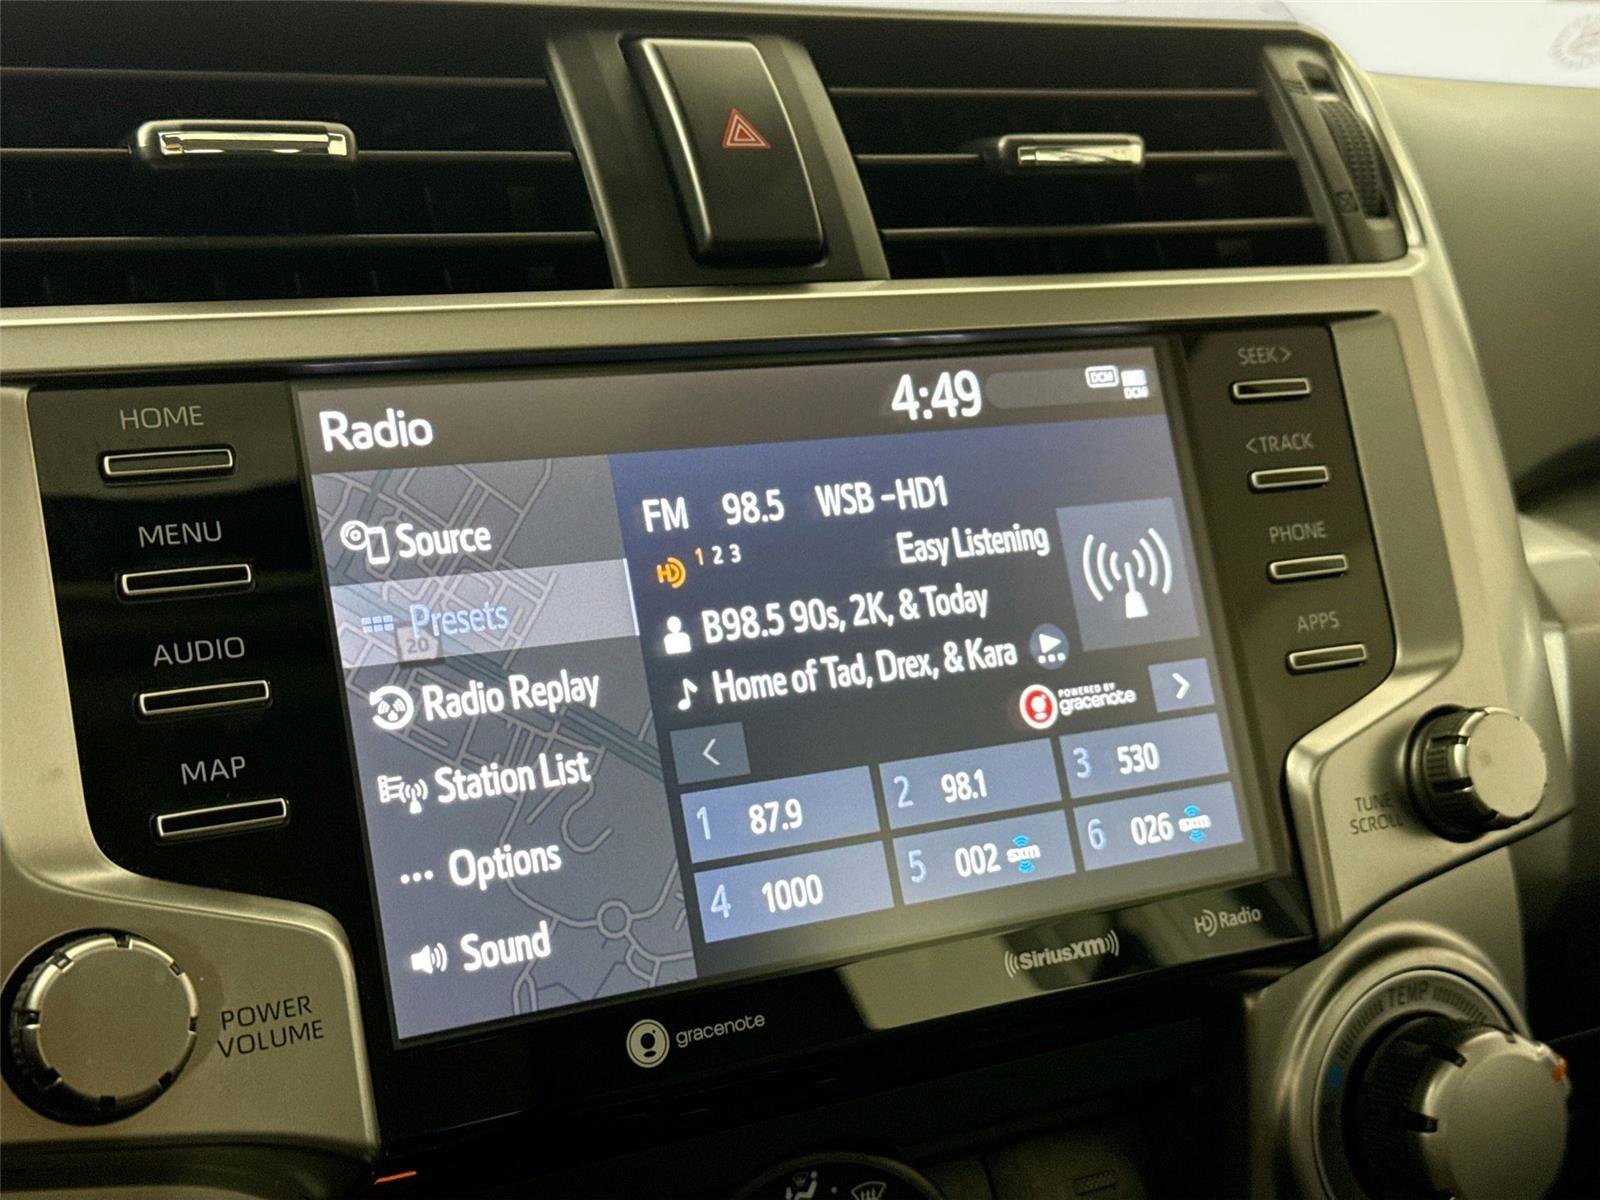 HOME
MENU
AUDIO
MAP
POWER
VOLUME
Radio
4:49
DCM
DCM
Source
Presets
20
Radio Replay
Station List
Options
Sound
FM 98.5 WSB -HD1
HD 1 2 3
Easy Listening
B98.5 90s, 2K, & Today
Home of Tad, Drex, & Kara
POWERED BY
gracenote
<
>
1 87.9
2 98.1
3 530
4 1000
5 002
6 026
gracenote
((SiriusXM))
HD Radio
SEEK >
< TRACK
PHONE
APPS
TUNE
SCROLL
TEMP